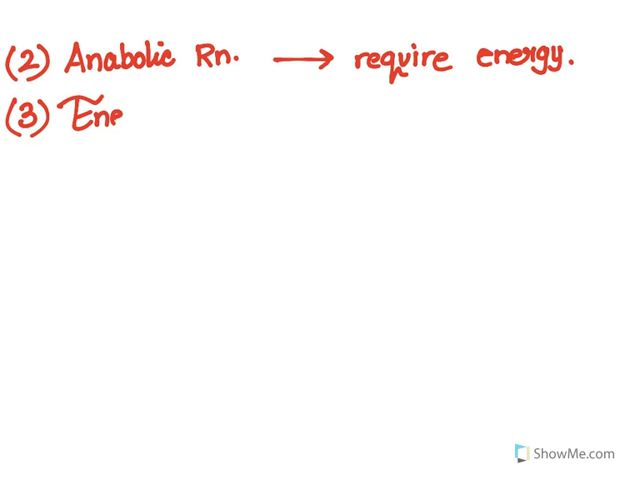 (2) Anabolic Rn. → require energy.
(3) Ene
ShowMe.com